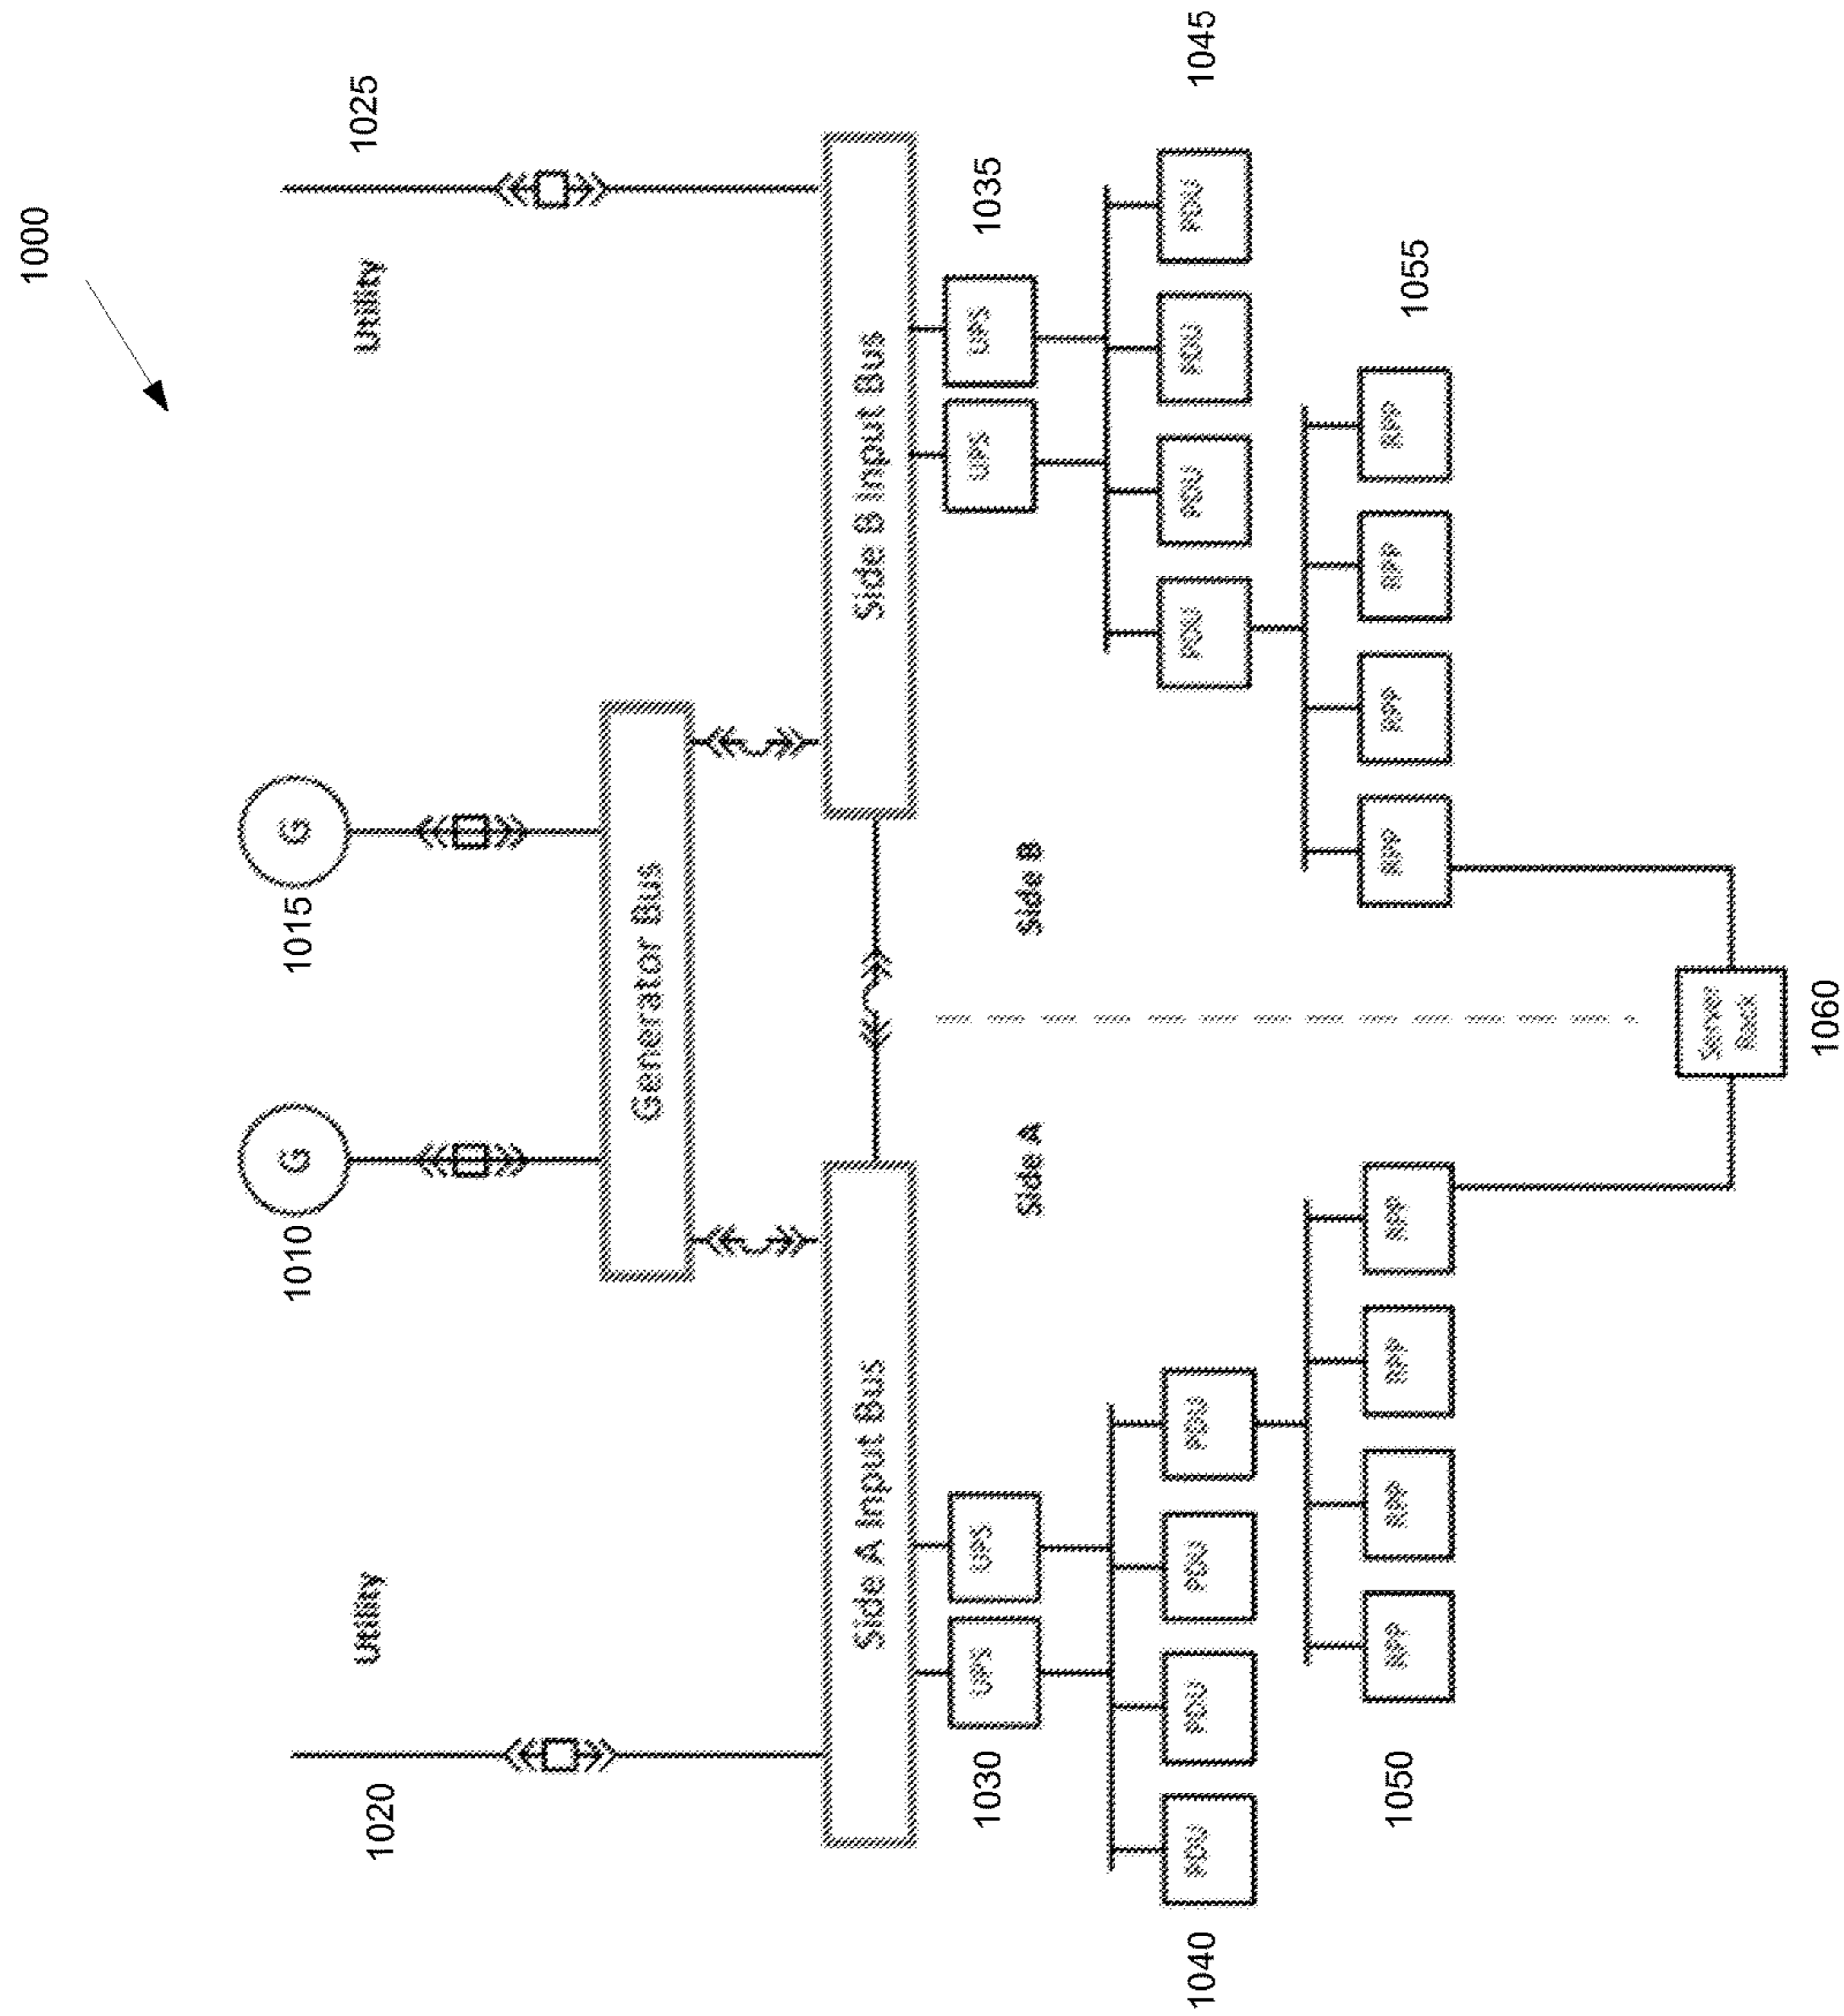 1000
1010
G
1015
G
1020
Utility
Utility
1025
Generator Bus
Side A Input Bus
Side B Input Bus
1030
UPS
UPS
UPS
UPS
1035
Side A
Side B
1040
PDU
PDU
PDU
PDU
PDU
PDU
PDU
PDU
1045
1050
RPP
RPP
RPP
RPP
RPP
RPP
RPP
RPP
1055
Server
Rack
1060